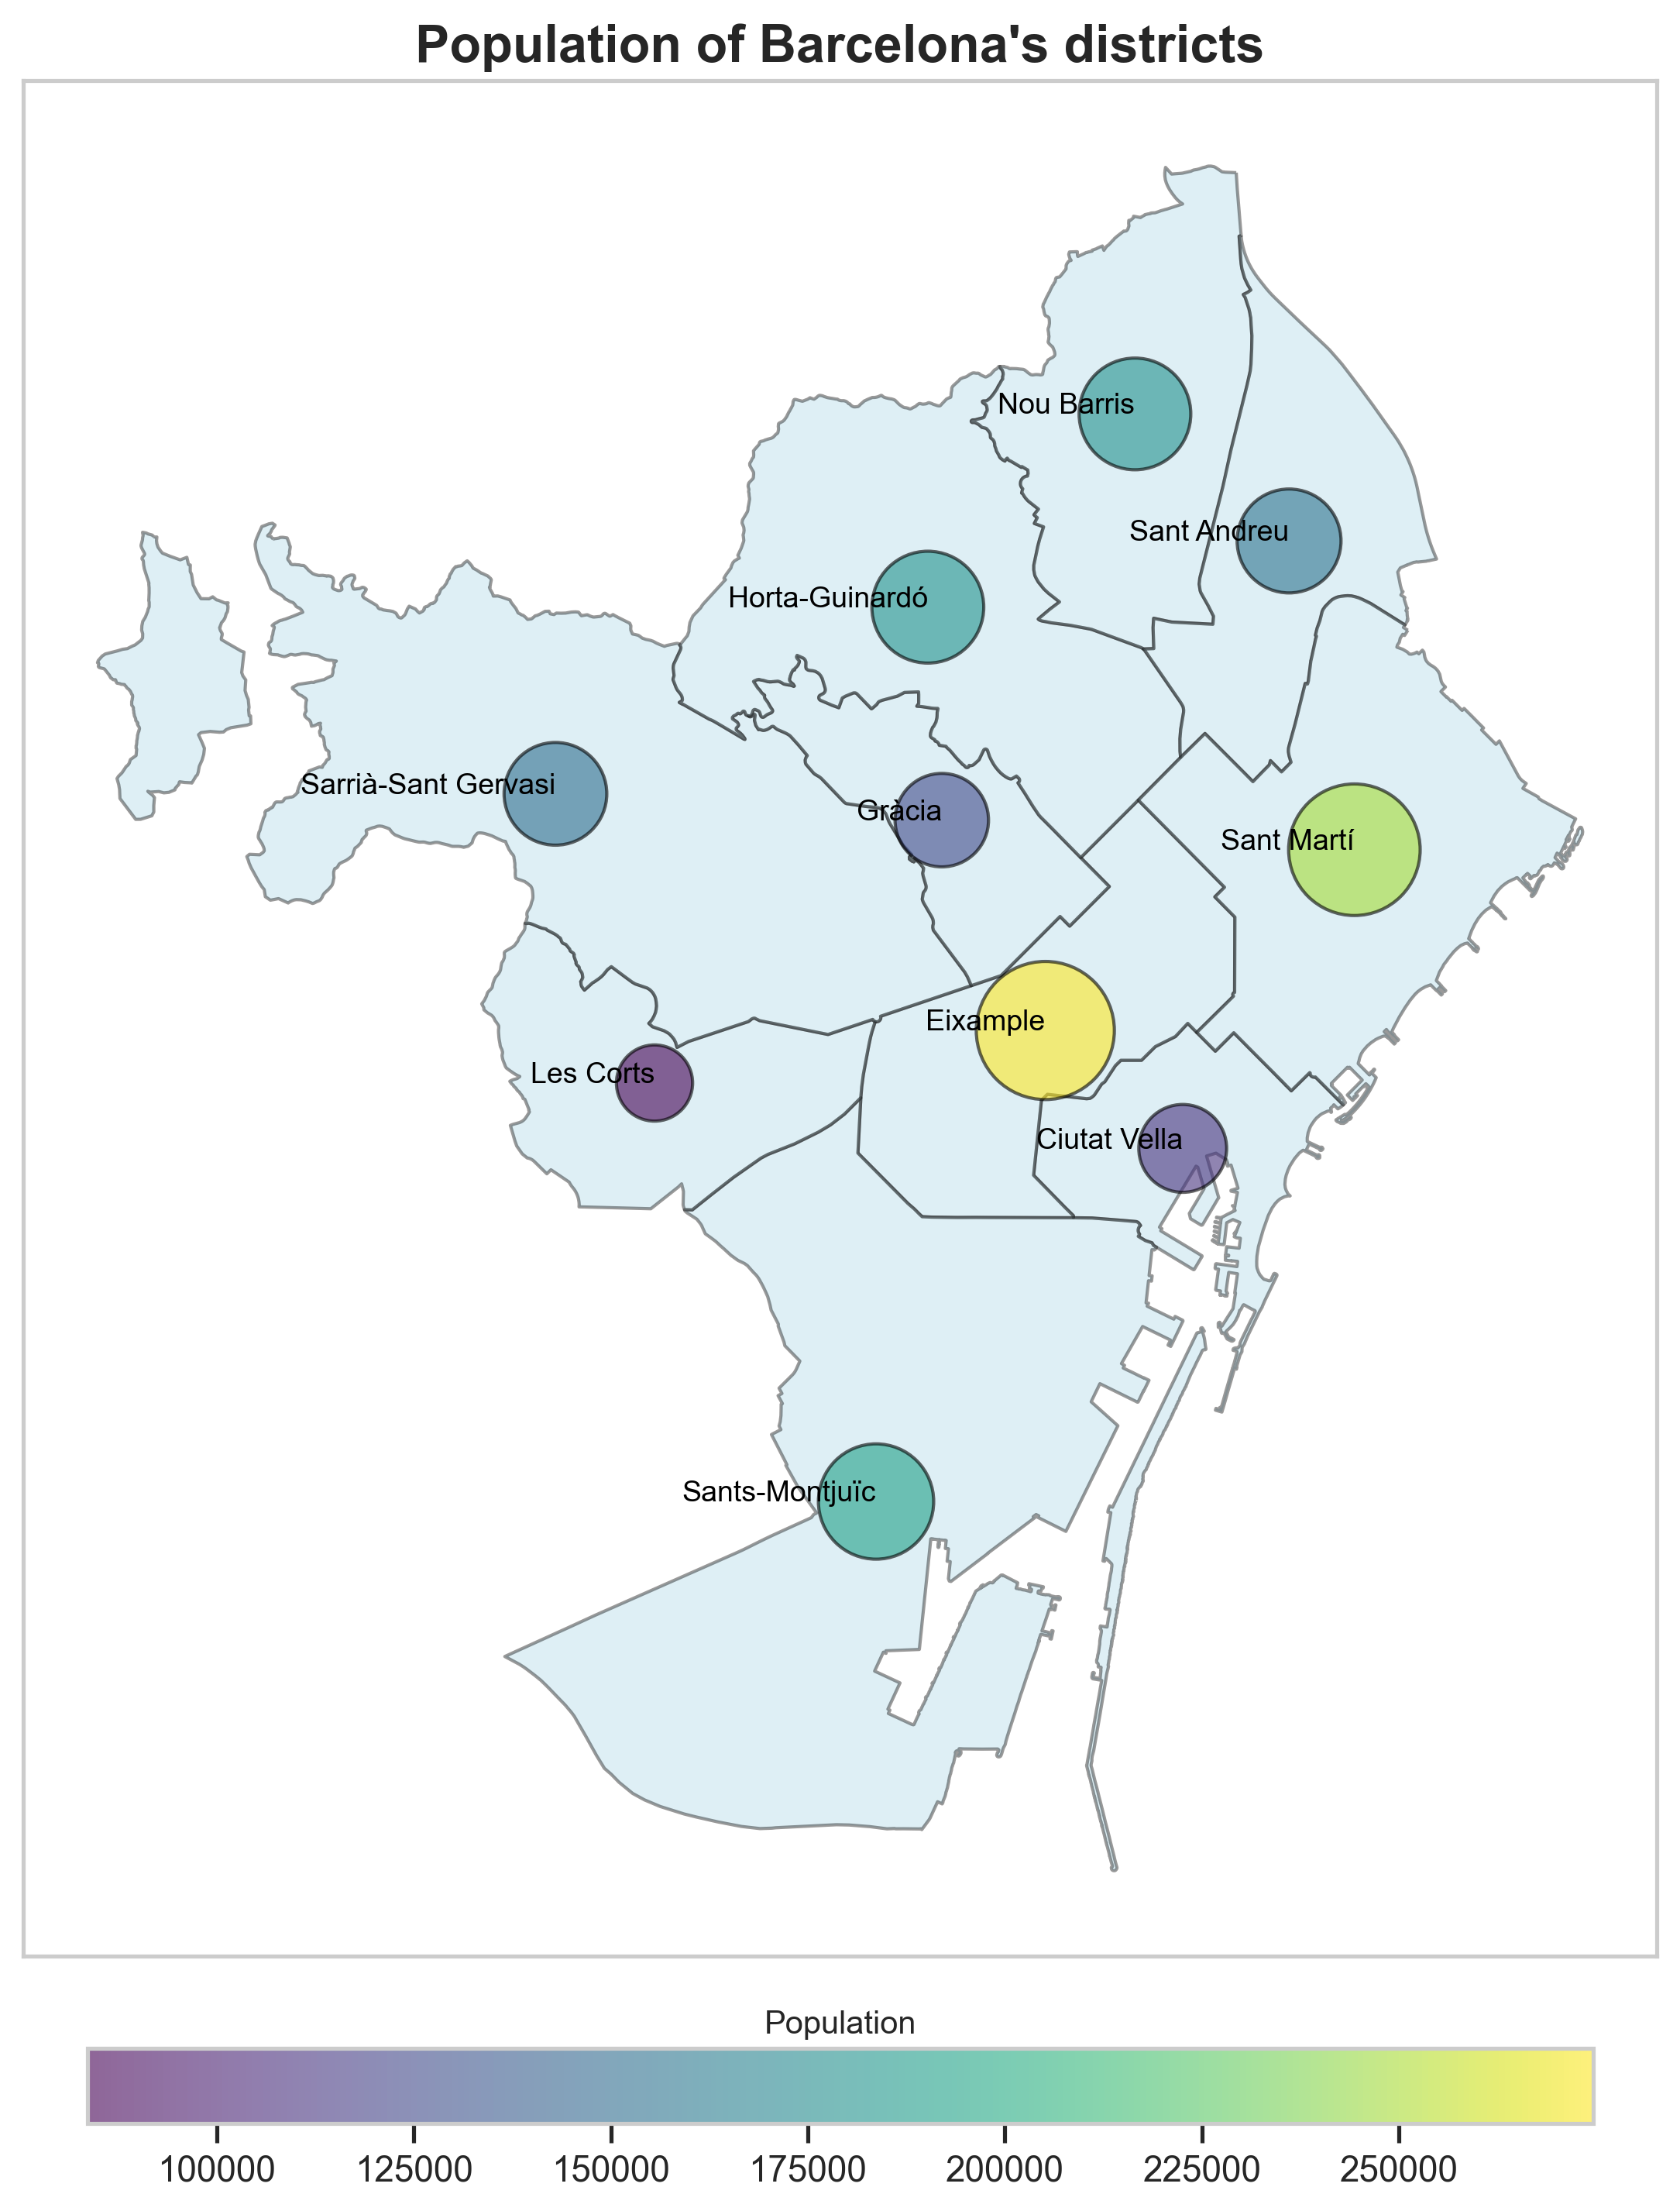 Population of Barcelona's districts
Nou Barris
Sant Andreu
Horta-Guinardó
Sarrià-Sant Gervasi
Gràcia
Sant Martí
Eixample
Les Corts
Ciutat Vella
Sants-Montjuïc
Population
100000 125000 150000 175000 200000 225000 250000